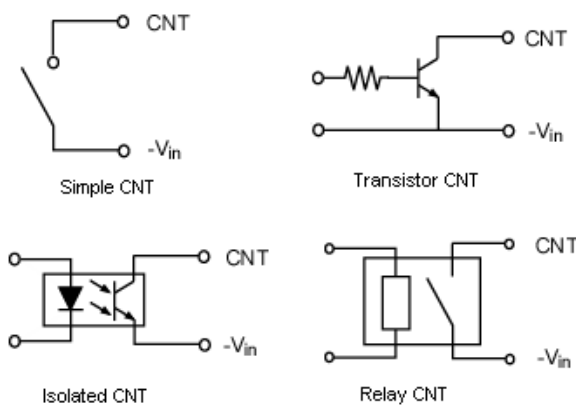 CNT
-Vin
Simple CNT
CNT
-Vin
Transistor CNT
CNT
-Vin
Isolated CNT
CNT
-Vin
Relay CNT